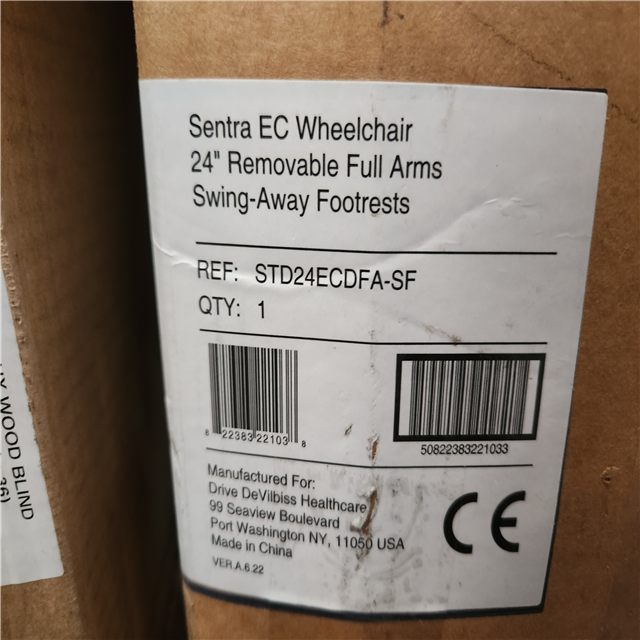 Sentra EC Wheelchair
24" Removable Full Arms
Swing-Away Footrests
REF: STD24ECDFA-SF
QTY: 1
8 22383 22103 8
50822383221033
Manufactured For:
Drive DeVilbiss Healthcare
99 Seaview Boulevard
Port Washington NY, 11050 USA
Made in China
VER.A.6.22
CE
WOOD BLIND
36)